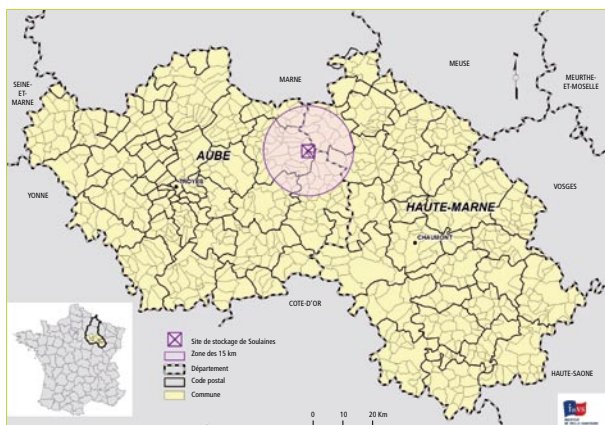 MARNE
MEUSE
SEINE-
ET-
MARNE
MEURTHE-
ET-MOSELLE
AUBE
TROYES
YONNE
VOSGES
HAUTE-MARNE
CHAUMONT
COTE-D'OR
HAUTE-SAONE
Site de stockage de Soulaines
Zone des 15 km
Département
Code postal
Commune
0 10 20 Km